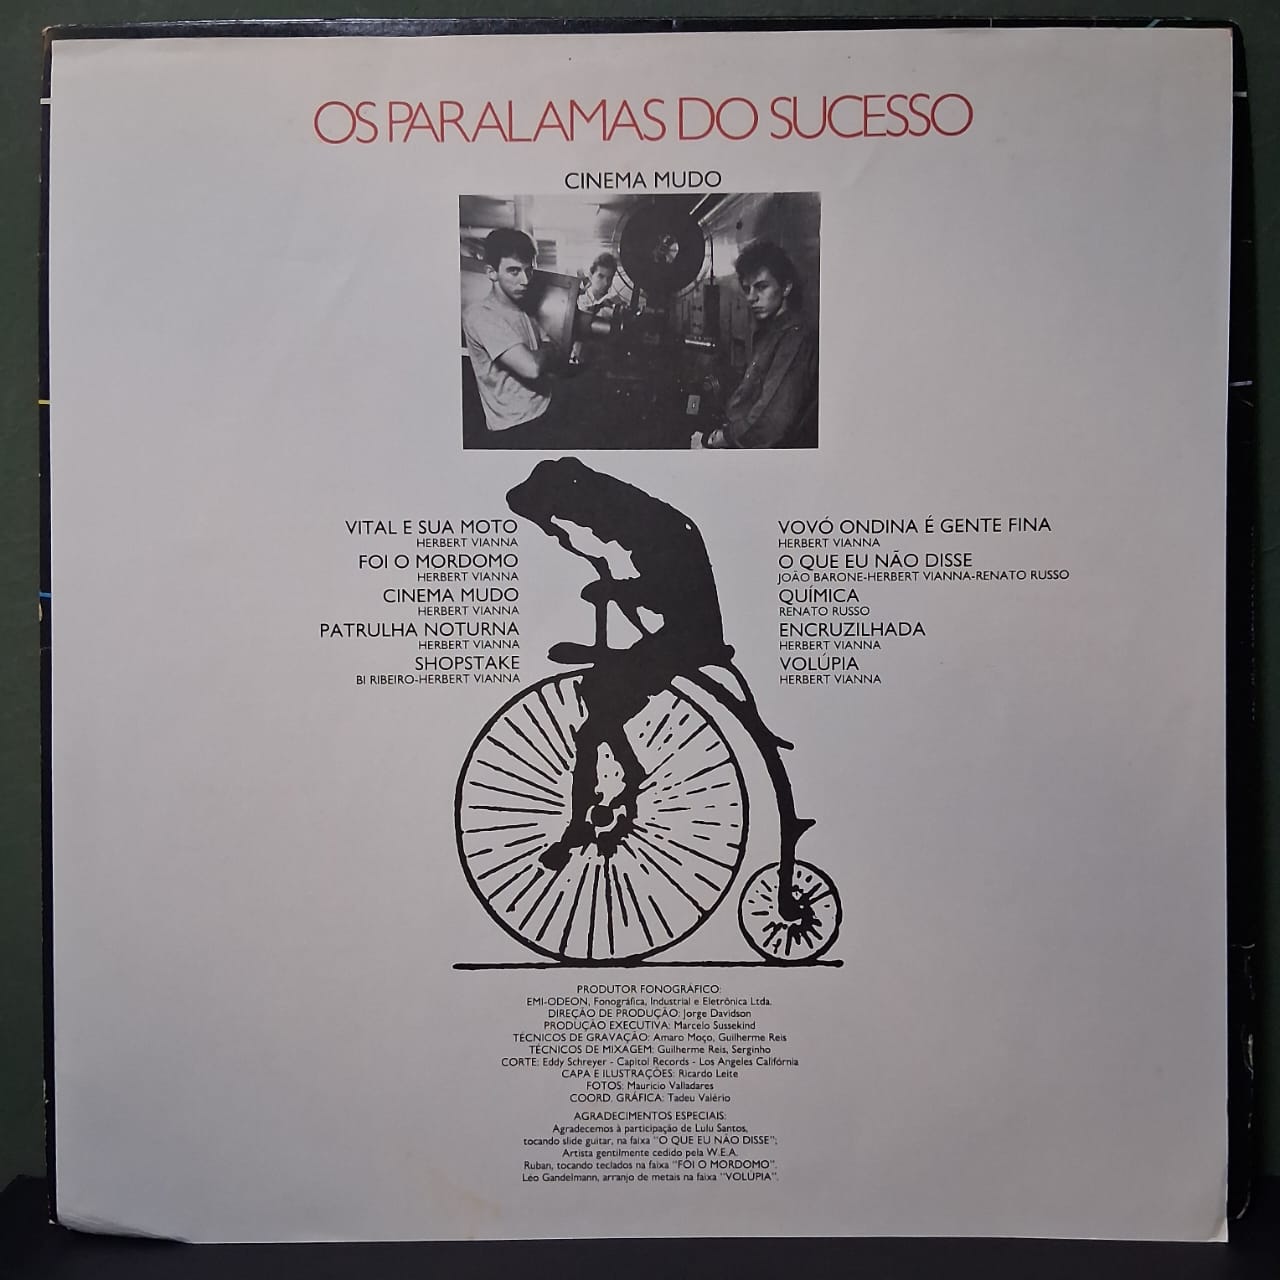 OS PARALAMAS DO SUCESSO
CINEMA MUDO
VITAL E SUA MOTO
HERBERT VIANNA
FOI O MORDOMO
HERBERT VIANNA
CINEMA MUDO
HERBERT VIANNA
PATRULHA NOTURNA
HERBERT VIANNA
SHOPSTAKE
BI RIBEIRO-HERBERT VIANNA
VOVÓ ONDINA É GENTE FINA
HERBERT VIANNA
O QUE EU NÃO DISSE
JOÃO BARONE-HERBERT VIANNA-RENATO RUSSO
QUÍMICA
RENATO RUSSO
ENCRUZILHADA
HERBERT VIANNA
VOLÚPIA
HERBERT VIANNA
PRODUTOR FONOGRÁFICO:
EMI-ODEON, Fonográfica, Industrial e Eletrônica Ltda.
DIREÇÃO DE PRODUÇÃO: Jorge Davidson
PRODUÇÃO EXECUTIVA: Marcelo Sussekind
TÉCNICOS DE GRAVAÇÃO: Amaro Moço, Guilherme Reis
TÉCNICOS DE MIXAGEM: Guilherme Reis, Serginho
CORTE: Eddy Schreyer - Capitol Records - Los Angeles Califórnia
CAPA E ILUSTRAÇÕES: Ricardo Leite
FOTOS: Mauricio Valladares
COORD. GRÁFICA: Tadeu Valério
AGRADECIMENTOS ESPECIAIS:
Agradecemos à participação de Lulu Santos,
tocando slide guitar, na faixa "O QUE EU NÃO DISSE";
Artista gentilmente cedido pela W.E.A.
Ruban, tocando teclados na faixa "FOI O MORDOMO".
Léo Gandelmann, arranjo de metais na faixa "VOLÚPIA".